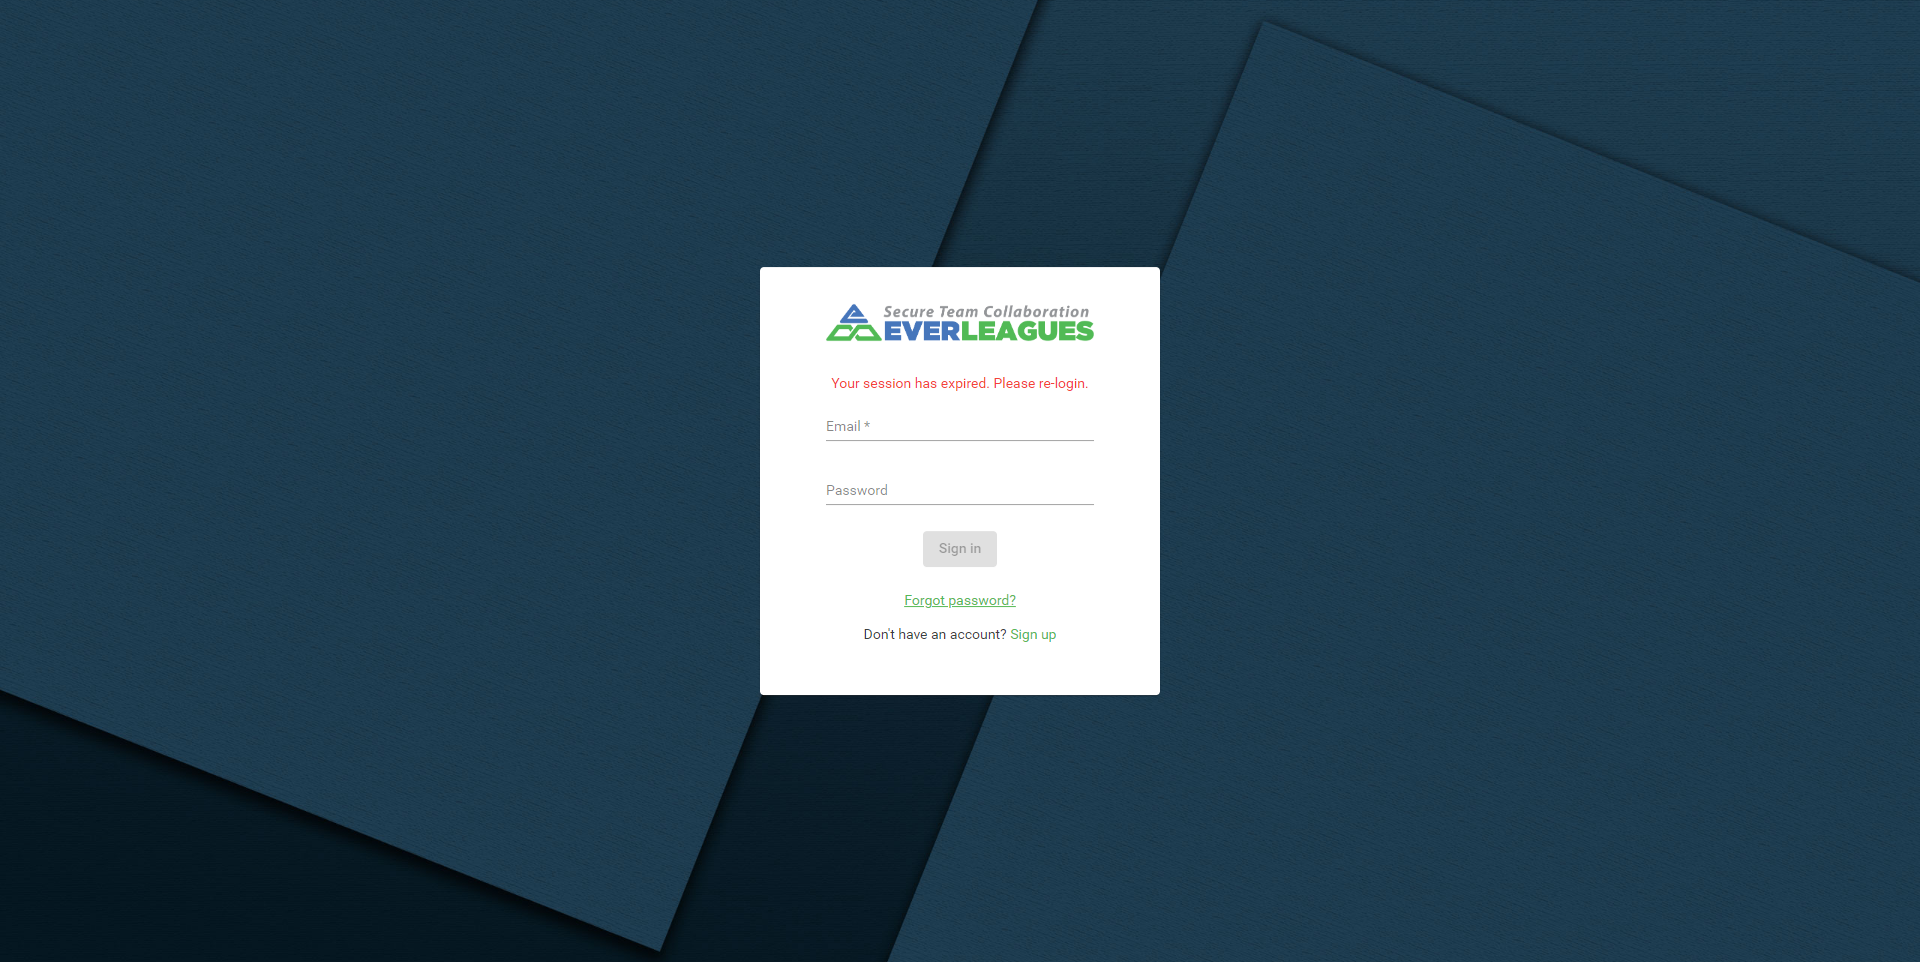 Secure Team Collaboration
EVERLEAGUES
Your session has expired. Please re-login.
Email *
Password
Sign in
Forgot password?
Don't have an account? Sign up